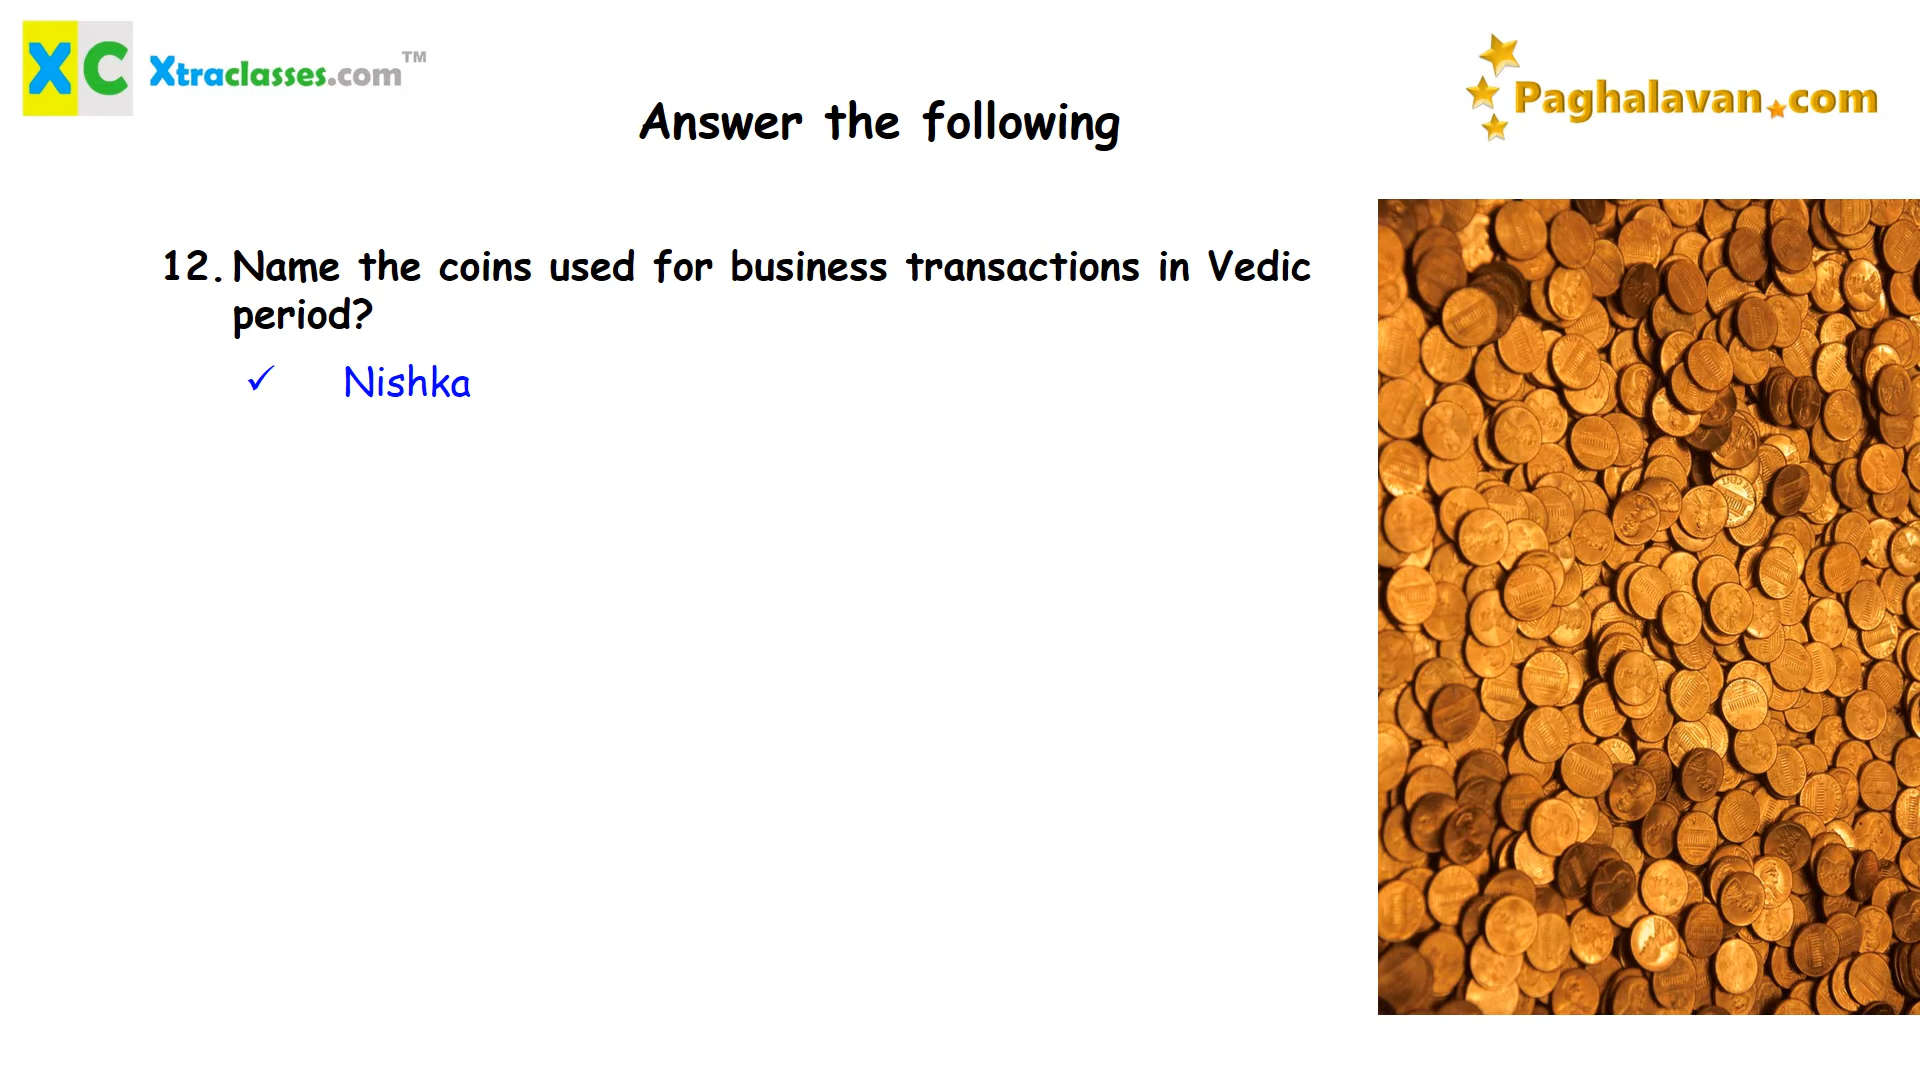 XC Xtraclasses.com™
Paghalavan.com
Answer the following
12. Name the coins used for business transactions in Vedic
period?
✓ Nishka